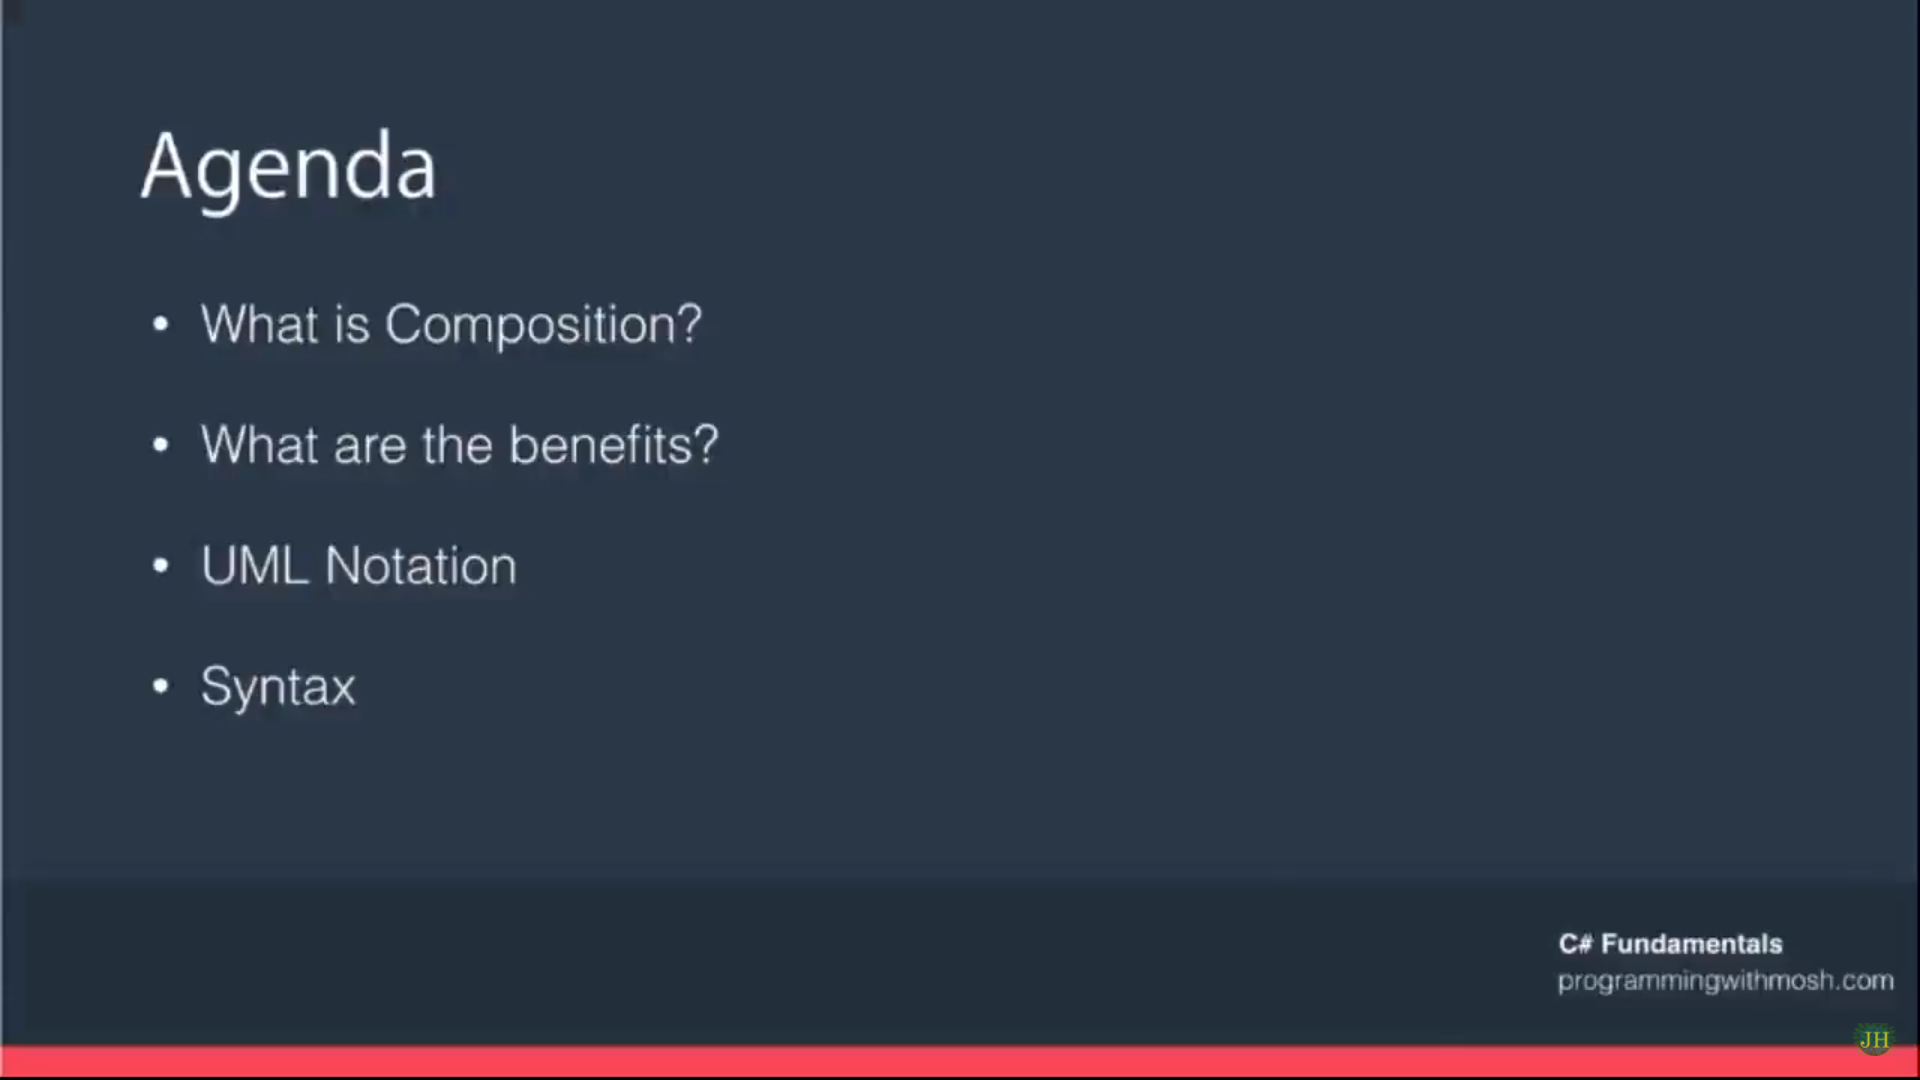 Agenda
• What is Composition?
• What are the benefits?
• UML Notation
• Syntax
C# Fundamentals
programmingwithmosh.com
JH